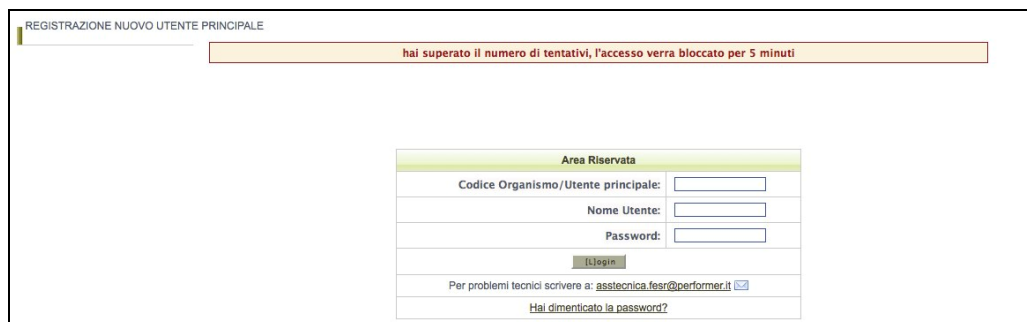 REGISTRAZIONE NUOVO UTENTE PRINCIPALE
hai superato il numero di tentativi, l'accesso verra bloccato per 5 minuti
Area Riservata
Codice Organismo/Utente principale:
Nome Utente:
Password:
[L]ogin
Per problemi tecnici scrivere a: asstecnica.fesr@performer.it
Hai dimenticato la password?